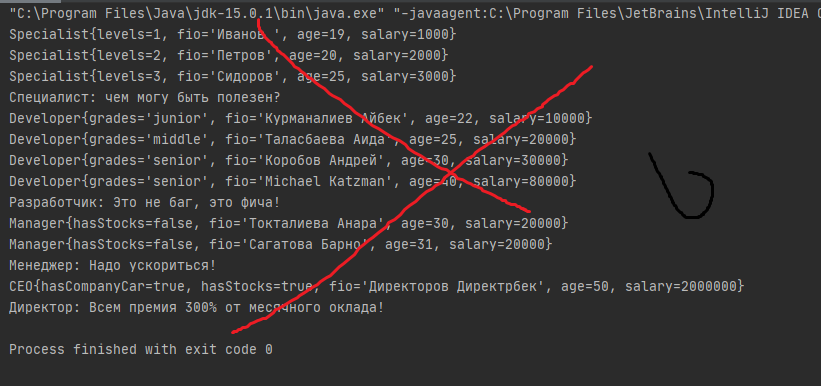 "C:\Program Files\Java\jdk-15.0.1\bin\java.exe" "-javaagent:C:\Program Files\JetBrains\IntelliJ IDEA C
Specialist{levels=1, fio='Иванов ', age=19, salary=1000}
Specialist{levels=2, fio='Петров', age=20, salary=2000}
Specialist{levels=3, fio='Сидоров', age=25, salary=3000}
Специалист: чем могу быть полезен?
Developer{grades='junior', fio='Курманалиев Айбек', age=22, salary=10000}
Developer{grades='middle', fio='Таласбаева Аида', age=25, salary=20000}
Developer{grades='senior', fio='Коробов Андрей', age=30, salary=30000}
Developer{grades='senior', fio='Michael Katzman', age=40, salary=80000}
Разработчик: Это не баг, это фича!
Manager{hasStocks=false, fio='Токталиева Анара', age=30, salary=20000}
Manager{hasStocks=false, fio='Сагатова Барно', age=31, salary=20000}
Менеджер: Надо ускориться!
CEO{hasCompanyCar=true, hasStocks=true, fio='Директоров Директрбек', age=50, salary=2000000}
Директор: Всем премия 300% от месячного оклада!
Process finished with exit code 0